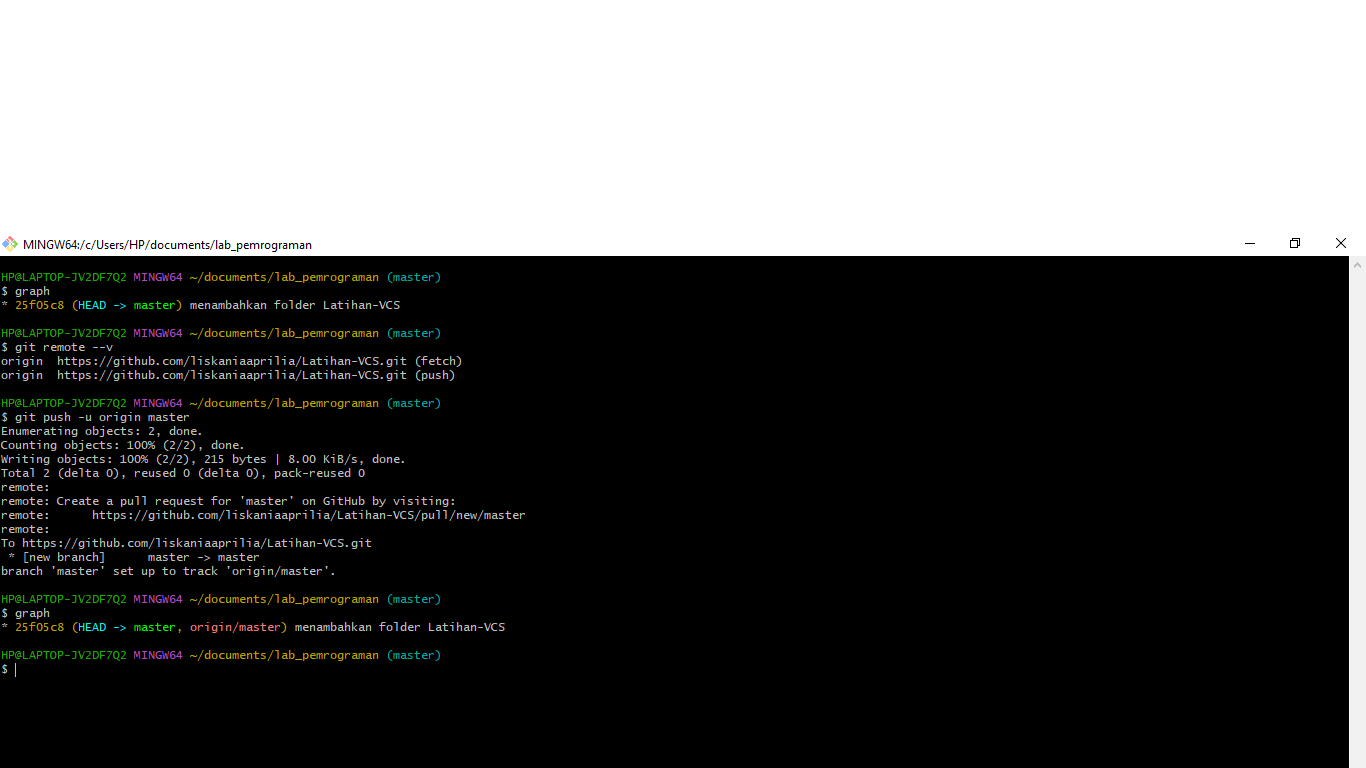 MINGW64:/c/Users/HP/documents/lab_pemrograman
HP@LAPTOP-JV2DF7Q2 MINGW64 ~/documents/lab_pemrograman (master)
$ graph
* 25f05c8 (HEAD -> master) menambahkan folder Latihan-VCS
HP@LAPTOP-JV2DF7Q2 MINGW64 ~/documents/lab_pemrograman (master)
$ git remote --v
origin  https://github.com/liskaniaaprilia/Latihan-VCS.git (fetch)
origin  https://github.com/liskaniaaprilia/Latihan-VCS.git (push)
HP@LAPTOP-JV2DF7Q2 MINGW64 ~/documents/lab_pemrograman (master)
$ git push -u origin master
Enumerating objects: 2, done.
Counting objects: 100% (2/2), done.
Writing objects: 100% (2/2), 215 bytes | 8.00 KiB/s, done.
Total 2 (delta 0), reused 0 (delta 0), pack-reused 0
remote:
remote: Create a pull request for 'master' on GitHub by visiting:
remote:      https://github.com/liskaniaaprilia/Latihan-VCS/pull/new/master
remote:
To https://github.com/liskaniaaprilia/Latihan-VCS.git
 * [new branch]      master -> master
branch 'master' set up to track 'origin/master'.
HP@LAPTOP-JV2DF7Q2 MINGW64 ~/documents/lab_pemrograman (master)
$ graph
* 25f05c8 (HEAD -> master, origin/master) menambahkan folder Latihan-VCS
HP@LAPTOP-JV2DF7Q2 MINGW64 ~/documents/lab_pemrograman (master)
$